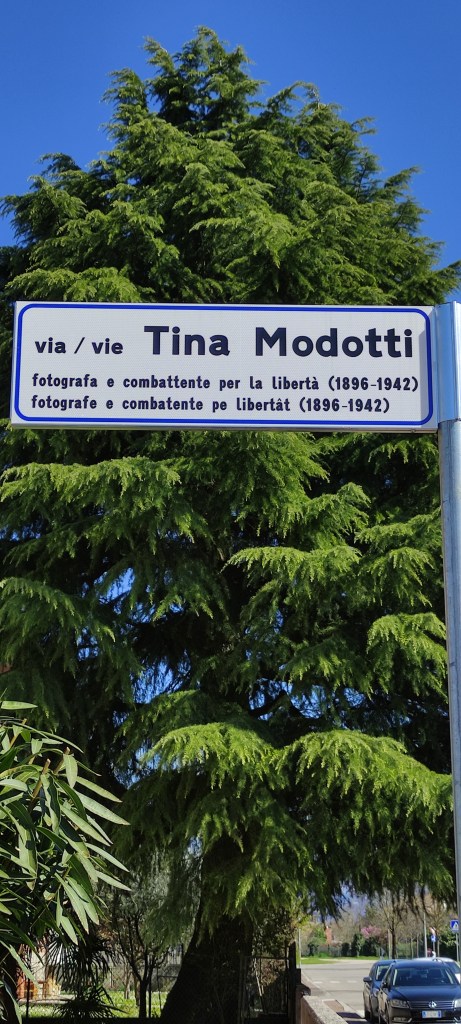 via / vie Tina Modotti
fotografa e combattente per la libertà (1896-1942)
fotografe e combatente pe libertât (1896-1942)